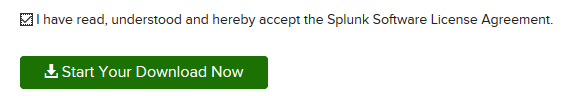 I have read, understood and hereby accept the Splunk Software License Agreement.
Start Your Download Now